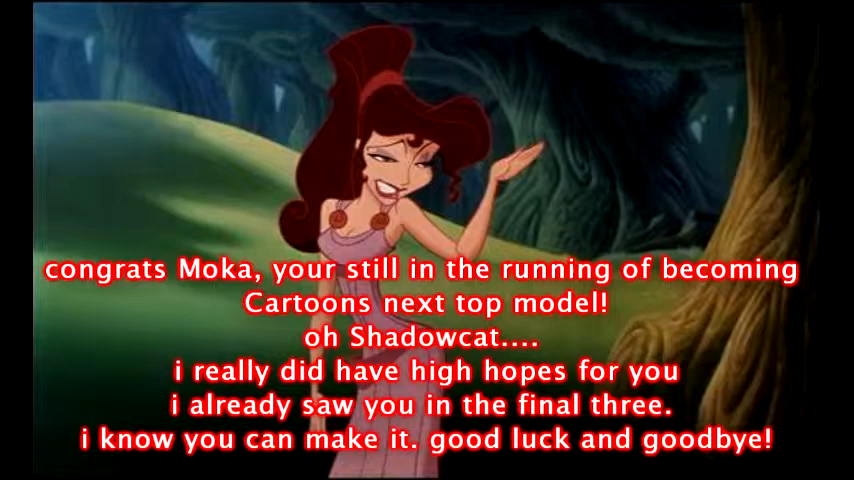 congrats Moka, your still in the running of becoming
Cartoons next top model!
oh Shadowcat....
i really did have high hopes for you
i already saw you in the final three.
i know you can make it. good luck and goodbye!